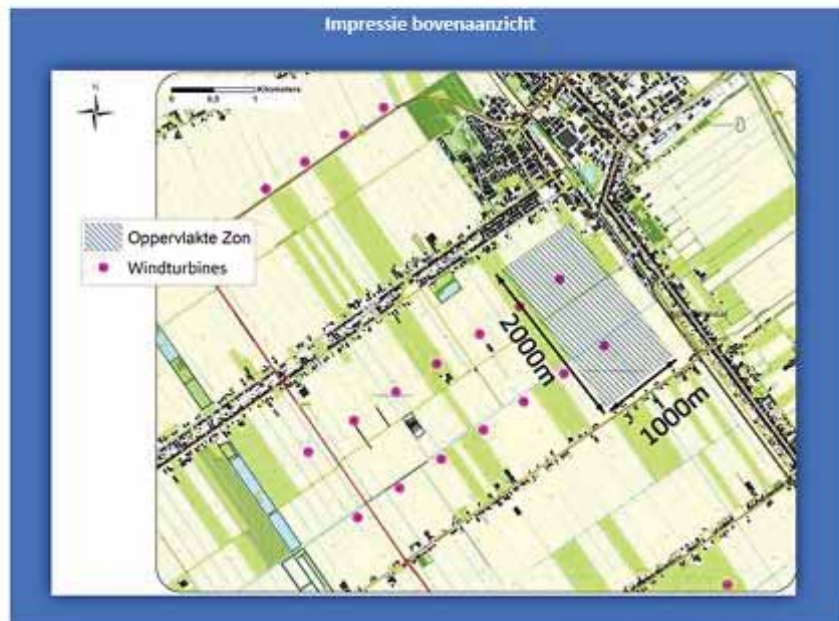 Impressie bovenaanzicht
N
Kilometers
0 0,5 1
Oppervlakte Zon
Windturbines
2000m
1000m